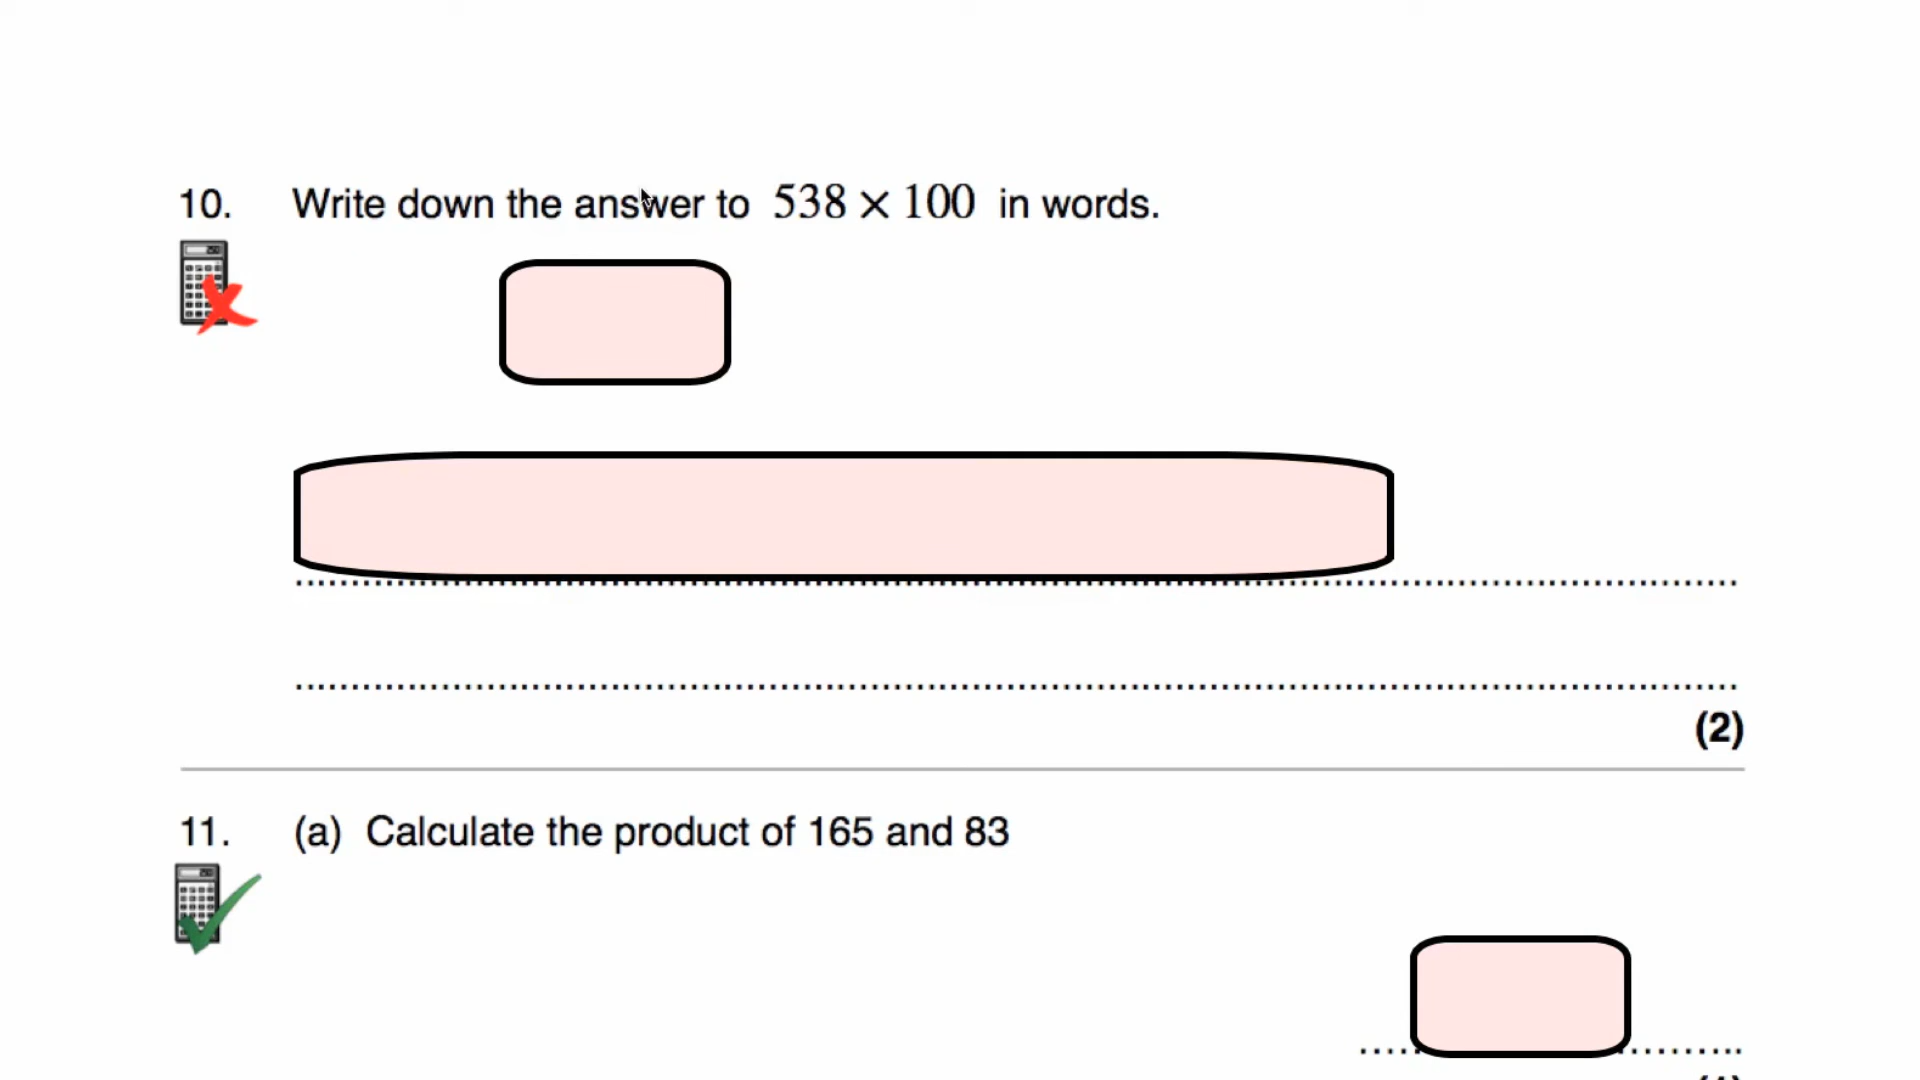 10. Write down the answer to 538 × 100 in words.
(2)
11. (a) Calculate the product of 165 and 83